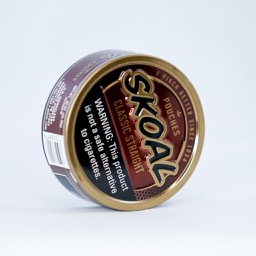 A PINCH BETTER SINCE 1934
SKOAL
POUCHES
CLASSIC STRAIGHT
WARNING: This product
is not a safe alternative
to cigarettes.